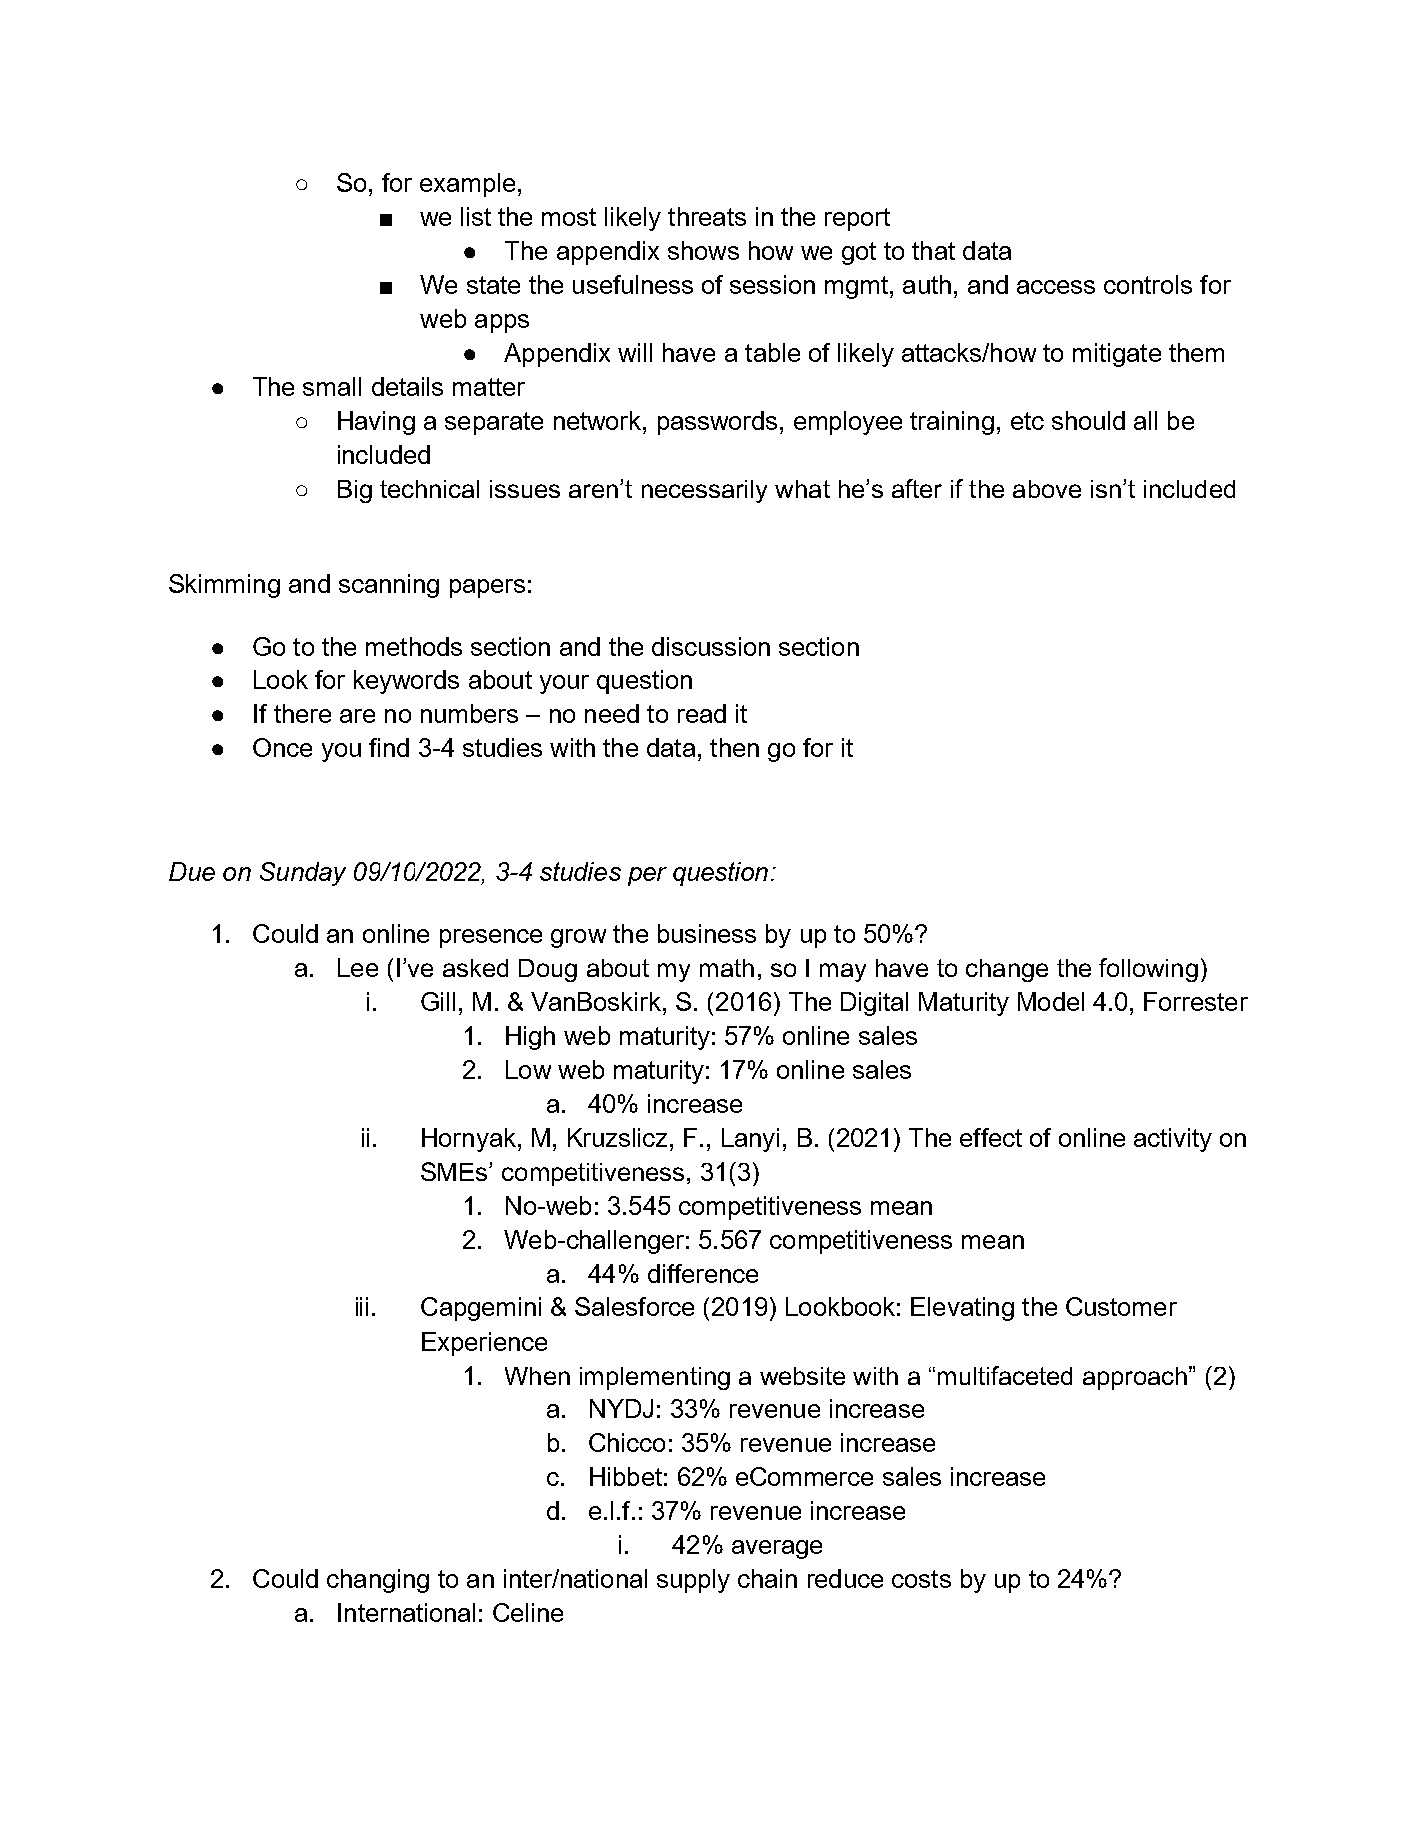 ○ So, for example,
■ we list the most likely threats in the report
● The appendix shows how we got to that data
■ We state the usefulness of session mgmt, auth, and access controls for
web apps
● Appendix will have a table of likely attacks/how to mitigate them
● The small details matter
○ Having a separate network, passwords, employee training, etc should all be
included
○ Big technical issues aren’t necessarily what he’s after if the above isn’t included
Skimming and scanning papers:
● Go to the methods section and the discussion section
● Look for keywords about your question
● If there are no numbers – no need to read it
● Once you find 3-4 studies with the data, then go for it
Due on Sunday 09/10/2022, 3-4 studies per question:
1. Could an online presence grow the business by up to 50%?
a. Lee (I’ve asked Doug about my math, so I may have to change the following)
i. Gill, M. & VanBoskirk, S. (2016) The Digital Maturity Model 4.0, Forrester
1. High web maturity: 57% online sales
2. Low web maturity: 17% online sales
a. 40% increase
ii. Hornyak, M, Kruzslicz, F., Lanyi, B. (2021) The effect of online activity on
SMEs’ competitiveness, 31(3)
1. No-web: 3.545 competitiveness mean
2. Web-challenger: 5.567 competitiveness mean
a. 44% difference
iii. Capgemini & Salesforce (2019) Lookbook: Elevating the Customer
Experience
1. When implementing a website with a “multifaceted approach” (2)
a. NYDJ: 33% revenue increase
b. Chicco: 35% revenue increase
c. Hibbet: 62% eCommerce sales increase
d. e.l.f.: 37% revenue increase
i. 42% average
2. Could changing to an inter/national supply chain reduce costs by up to 24%?
a. International: Celine